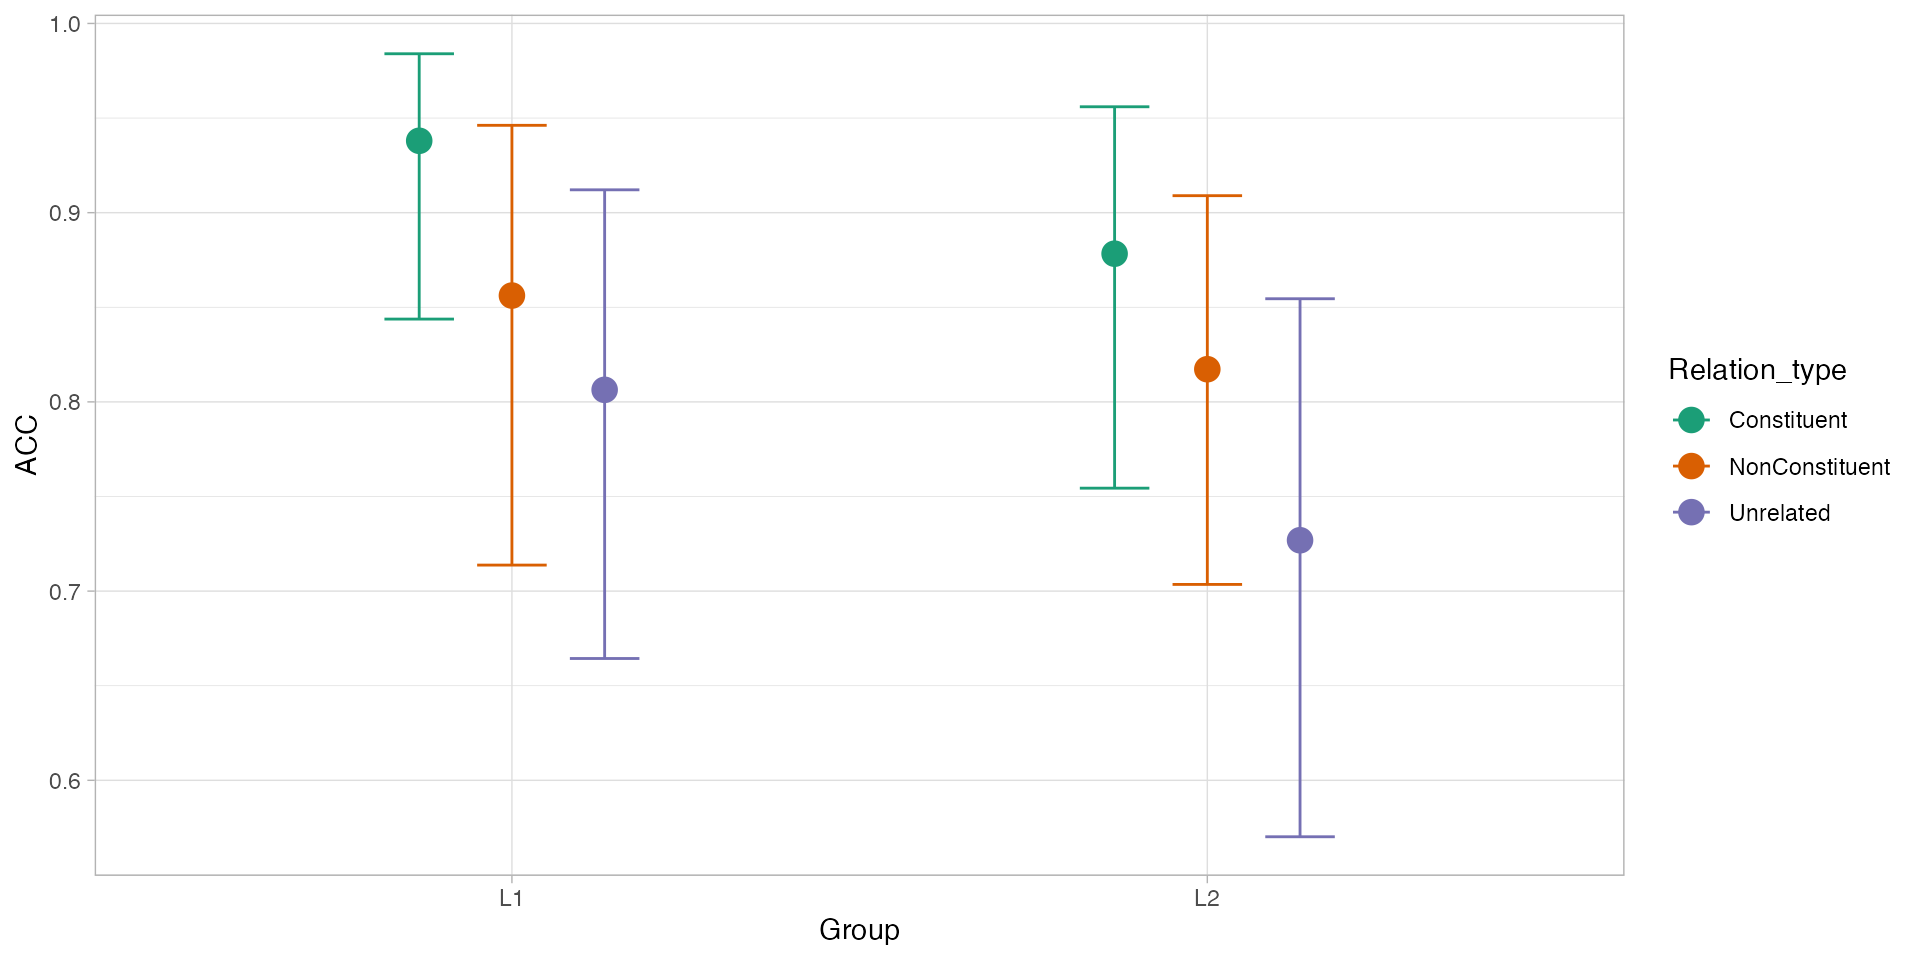 1.0
0.9
0.8
0.7
0.6
ACC
L1
L2
Group
Relation_type
Constituent
NonConstituent
Unrelated